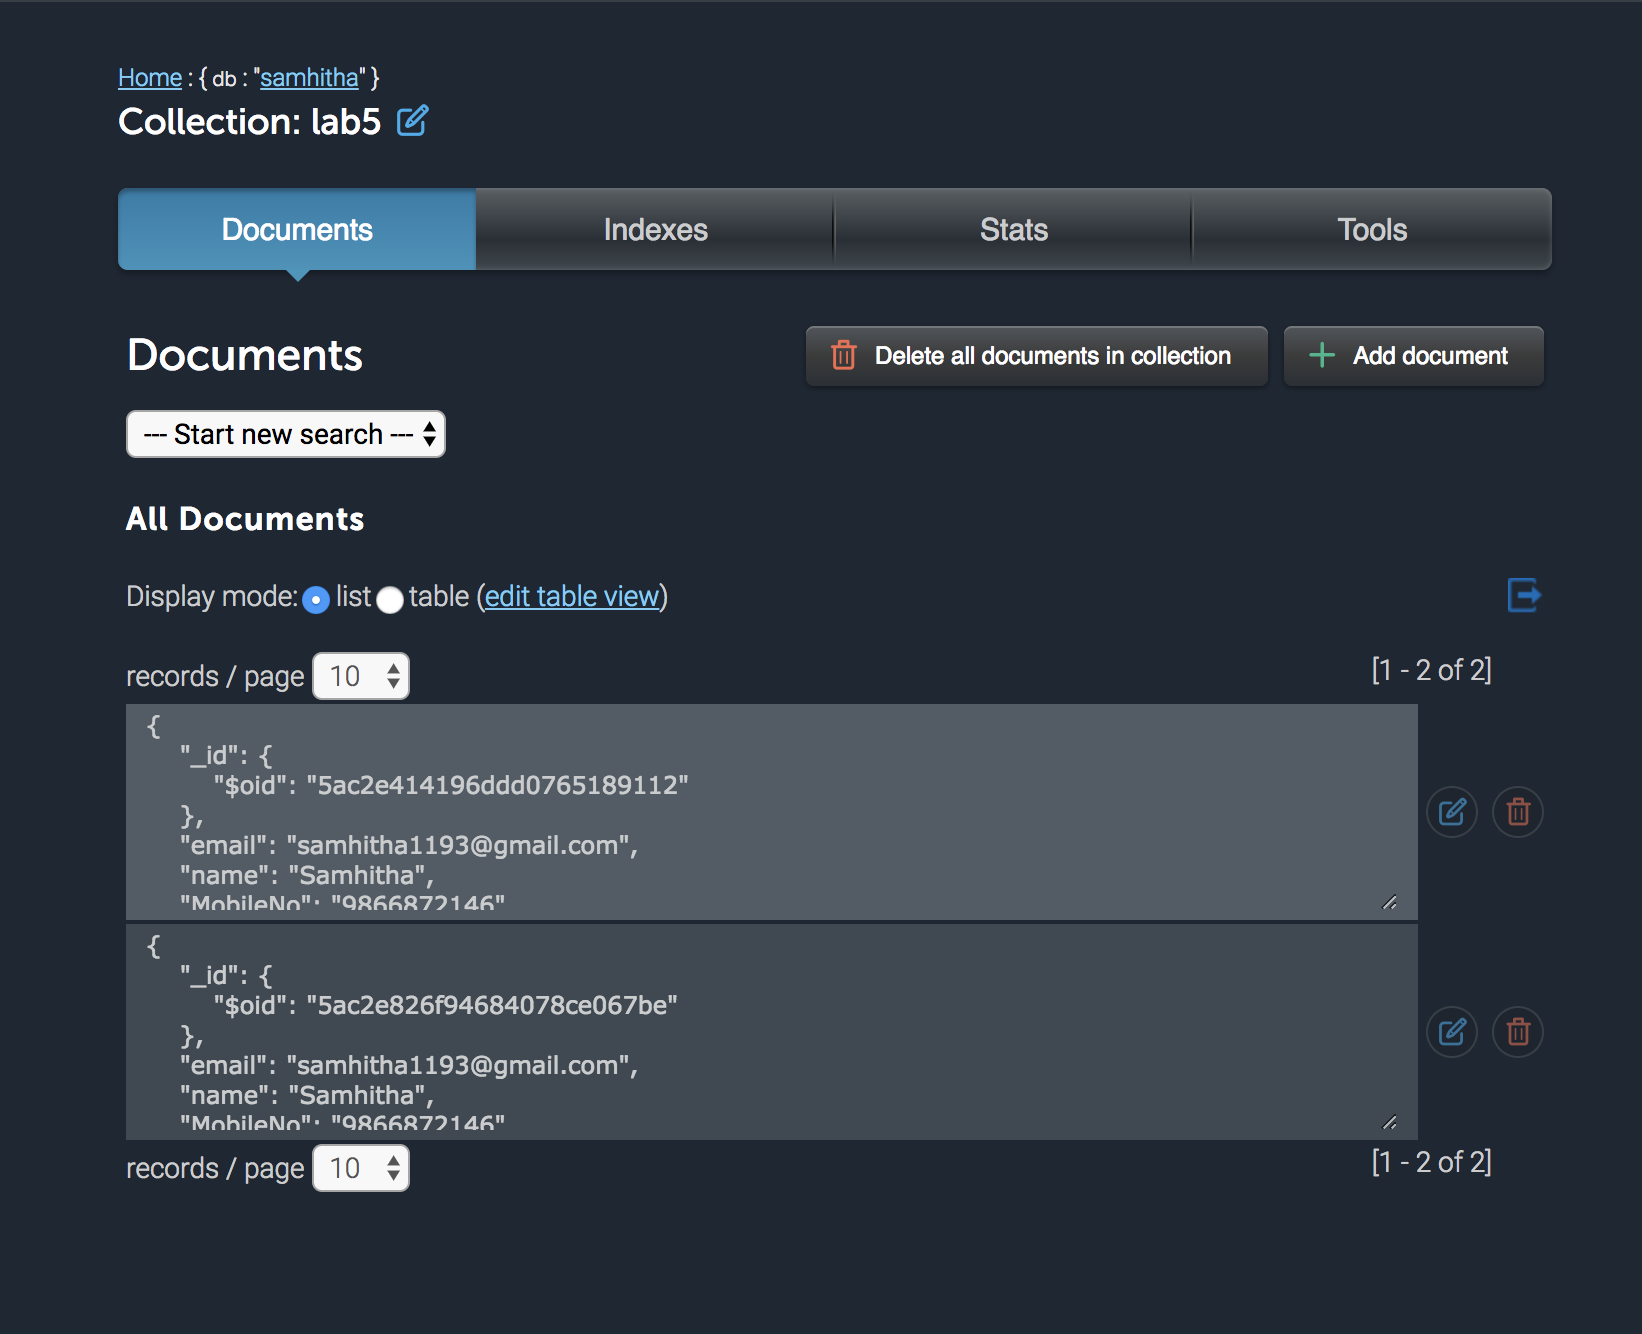 Home : { db : "samhitha" }
Collection: lab5
Documents Indexes Stats Tools
Documents
Delete all documents in collection
Add document
--- Start new search ---
All Documents
Display mode: list table (edit table view)
records / page 10
[1 - 2 of 2]
{
"_id": {
"$oid": "5ac2e414196ddd0765189112"
},
"email": "samhitha1193@gmail.com",
"name": "Samhitha",
"MobileNo": "9866872146"
{
"_id": {
"$oid": "5ac2e826f94684078ce067be"
},
"email": "samhitha1193@gmail.com",
"name": "Samhitha",
"MobileNo": "9866872146"
records / page 10
[1 - 2 of 2]